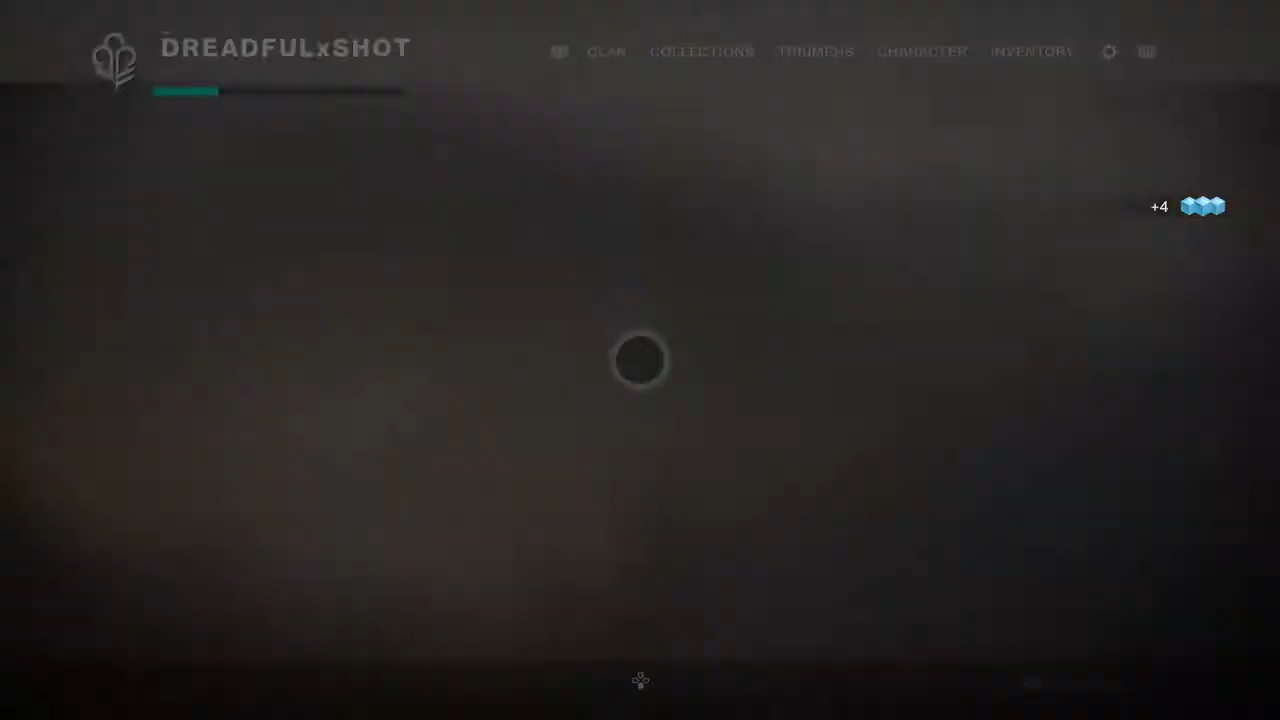 DREADFULxSHOT
CLAN COLLECTIONS TRIUMPHS CHARACTER INVENTORY
+4